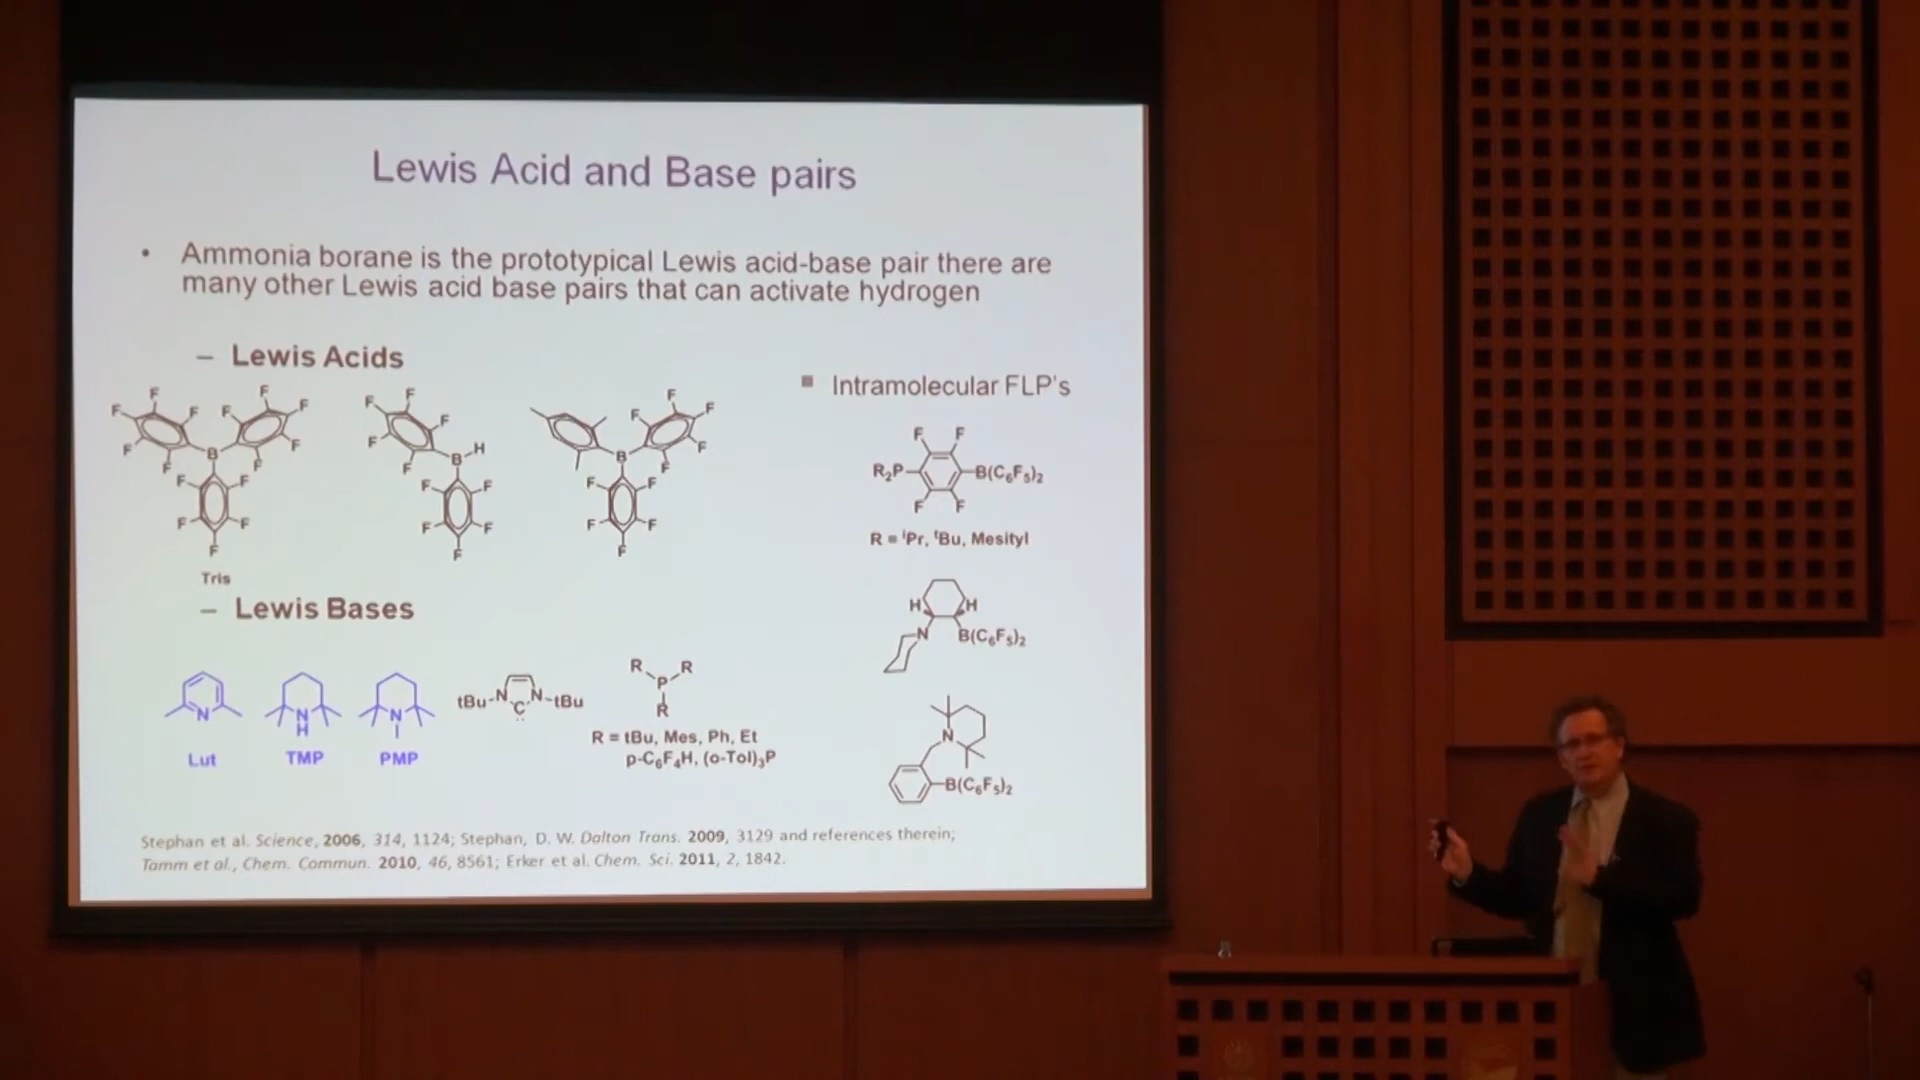 Lewis Acid and Base pairs
• Ammonia borane is the prototypical Lewis acid-base pair there are
many other Lewis acid base pairs that can activate hydrogen
– Lewis Acids
F F F F F B F F F F F F F F F F
F F F F F B-H F F F F F
B F F F F F F F F F F
Tris
– Lewis Bases
N
Lut
N
H
TMP
N
PMP
tBu-N C: N-tBu
R R
P
R
R = tBu, Mes, Ph, Et
p-C₆F₄H, (o-Tol)₃P
■ Intramolecular FLP's
F F
R₂P B(C₆F₅)₂
F F
R = ⁱPr, ᵗBu, Mesityl
H H
N B(C₆F₅)₂
N
B(C₆F₅)₂
Stephan et al. Science, 2006, 314, 1124; Stephan, D. W. Dalton Trans. 2009, 3129 and references therein;
Tamm et al., Chem. Commun. 2010, 46, 8561; Erker et al. Chem. Sci. 2011, 2, 1842.